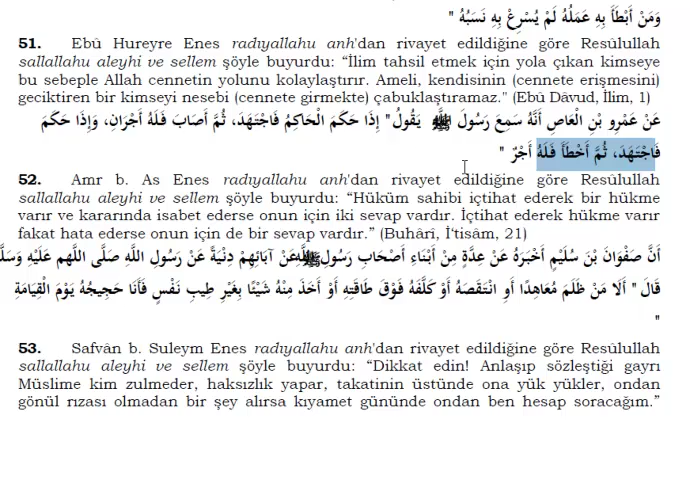 وَمَنْ أَبْطَأَ بِهِ عَمَلُهُ لَمْ يُسْرِعْ بِهِ نَسَبُهُ "
51. Ebû Hureyre Enes radıyallahu anh'dan rivayet edildiğine göre Resûlullah
sallallahu aleyhi ve sellem şöyle buyurdu: “İlim tahsil etmek için yola çıkan kimseye
bu sebeple Allah cennetin yolunu kolaylaştırır. Ameli, kendisinin (cennete erişmesini)
geciktiren bir kimseyi nesebi (cennete girmekte) çabuklaştıramaz." (Ebû Dâvud, İlim, 1)
عَنْ عَمْرِو بْنِ الْعَاصِ أَنَّهُ سَمِعَ رَسُولَ ﷺ يَقُولُ " إِذَا حَكَمَ الْحَاكِمُ فَاجْتَهَدَ، ثُمَّ أَصَابَ فَلَهُ أَجْرَانِ، وَإِذَا حَكَمَ
فَاجْتَهَدَ، ثُمَّ أَخْطَأَ فَلَهُ أَجْرٌ "
52. Amr b. As Enes radıyallahu anh'dan rivayet edildiğine göre Resûlullah
sallallahu aleyhi ve sellem şöyle buyurdu: “Hüküm sahibi içtihat ederek bir hükme
varır ve kararında isabet ederse onun için iki sevap vardır. İçtihat ederek hükme varır
fakat hata ederse onun için de bir sevap vardır.” (Buhârî, İ‘tisâm, 21)
أَنَّ صَفْوَانَ بْنَ سُلَيْمٍ أَخْبَرَهُ عَنْ عِدَّةٍ مِنْ أَبْنَاءِ أَصْحَابِ رَسُولِ ﷺ عَنْ آبَائِهِمْ دِنْيَةً عَنْ رَسُولِ اللَّهِ صَلَّى اللَّهم عَلَيْهِ وَسَلَّ
قَالَ " أَلَا مَنْ ظَلَمَ مُعَاهِدًا أَوِ انْتَقَصَهُ أَوْ كَلَّفَهُ فَوْقَ طَاقَتِهِ أَوْ أَخَذَ مِنْهُ شَيْئًا بِغَيْرِ طِيبِ نَفْسٍ فَأَنَا حَجِيجُهُ يَوْمَ الْقِيَامَةِ
"
53. Safvân b. Suleym Enes radıyallahu anh'dan rivayet edildiğine göre Resûlullah
sallallahu aleyhi ve sellem şöyle buyurdu: “Dikkat edin! Anlaşıp sözleştiği gayrı
Müslime kim zulmeder, haksızlık yapar, takatinin üstünde ona yük yükler, ondan
gönül rızası olmadan bir şey alırsa kıyamet gününde ondan ben hesap soracağım.”